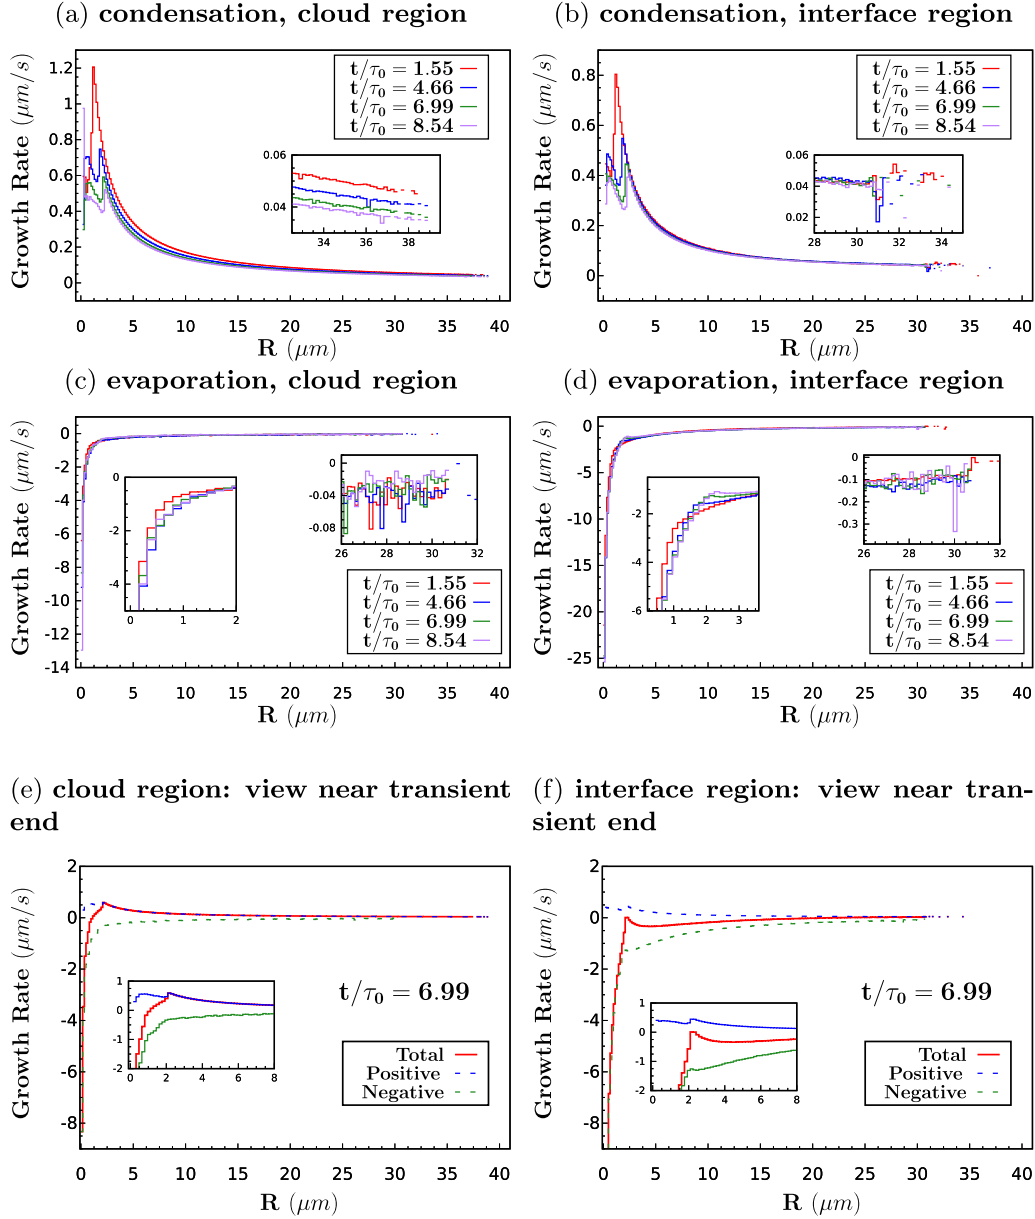 (a) condensation, cloud region
Growth Rate (μm/s)
1.2
1
0.8
0.6
0.4
0.2
0
t/τ₀ = 1.55
t/τ₀ = 4.66
t/τ₀ = 6.99
t/τ₀ = 8.54
0.06
0.04
34 36 38
0 5 10 15 20 25 30 35 40
R (μm)
(b) condensation, interface region
Growth Rate (μm/s)
0.8
0.6
0.4
0.2
0
t/τ₀ = 1.55
t/τ₀ = 4.66
t/τ₀ = 6.99
t/τ₀ = 8.54
0.06
0.04
0.02
28 30 32 34
0 5 10 15 20 25 30 35 40
R (μm)
(c) evaporation, cloud region
Growth Rate (μm/s)
0
-2
-4
-6
-8
-10
-12
-14
0
-2
-4
0 1 2
0
-0.04
-0.08
26 28 30 32
t/τ₀ = 1.55
t/τ₀ = 4.66
t/τ₀ = 6.99
t/τ₀ = 8.54
0 5 10 15 20 25 30 35 40
R (μm)
(d) evaporation, interface region
Growth Rate (μm/s)
0
-5
-10
-15
-20
-25
-2
-4
-6
1 2 3
0
-0.1
-0.2
-0.3
26 28 30 32
t/τ₀ = 1.55
t/τ₀ = 4.66
t/τ₀ = 6.99
t/τ₀ = 8.54
0 5 10 15 20 25 30 35 40
R (μm)
(e) cloud region: view near transient
end
Growth Rate (μm/s)
2
0
-2
-4
-6
-8
1
0
-1
-2
0 2 4 6 8
t/τ₀ = 6.99
Total
Positive
Negative
0 5 10 15 20 25 30 35 40
R (μm)
(f) interface region: view near tran-
sient end
Growth Rate (μm/s)
2
0
-2
-4
-6
-8
1
0
-1
-2
0 2 4 6 8
t/τ₀ = 6.99
Total
Positive
Negative
0 5 10 15 20 25 30 35 40
R (μm)